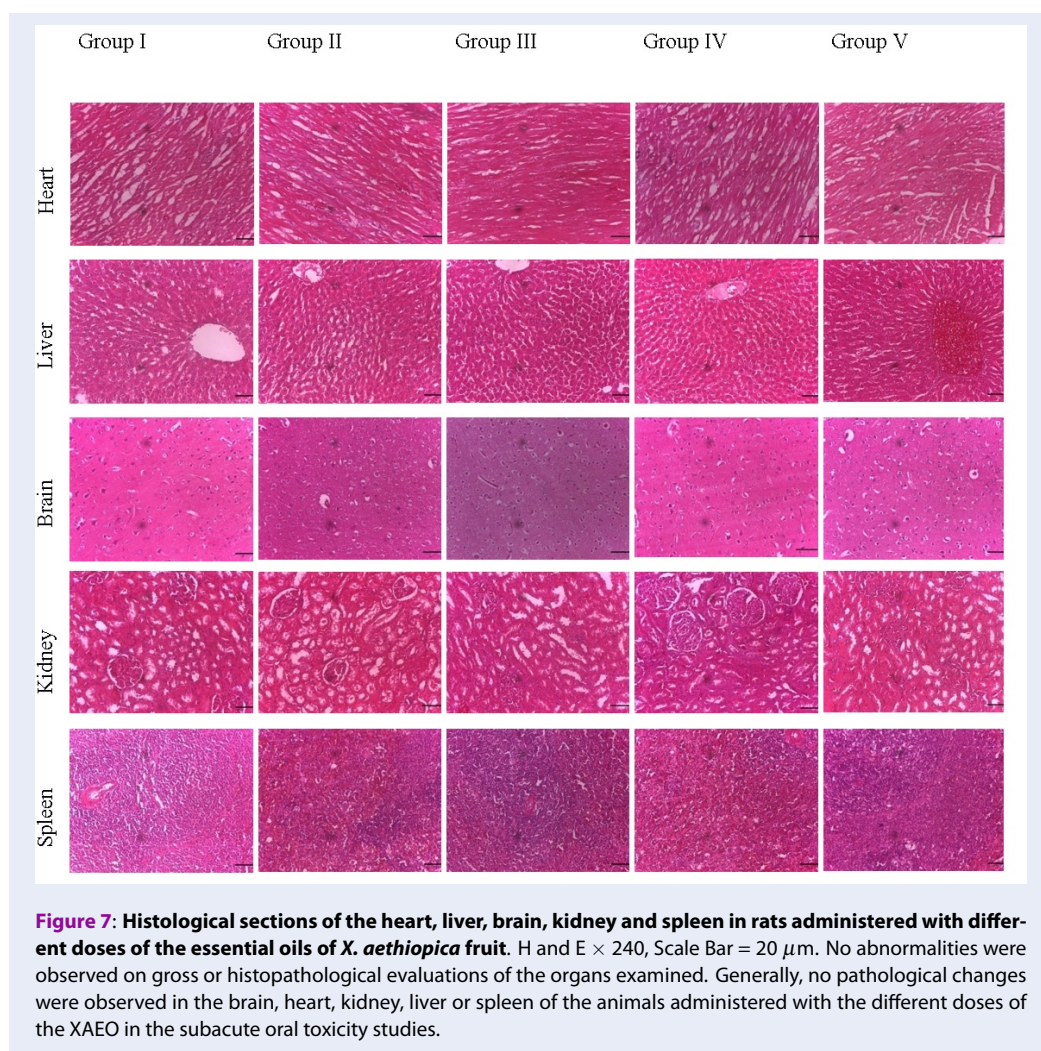 Group I Group II Group III Group IV Group V
Heart
Liver
Brain
Kidney
Spleen
Figure 7: Histological sections of the heart, liver, brain, kidney and spleen in rats administered with differ-
ent doses of the essential oils of X. aethiopica fruit. H and E × 240, Scale Bar = 20 μm. No abnormalities were
observed on gross or histopathological evaluations of the organs examined. Generally, no pathological changes
were observed in the brain, heart, kidney, liver or spleen of the animals administered with the different doses of
the XAEO in the subacute oral toxicity studies.